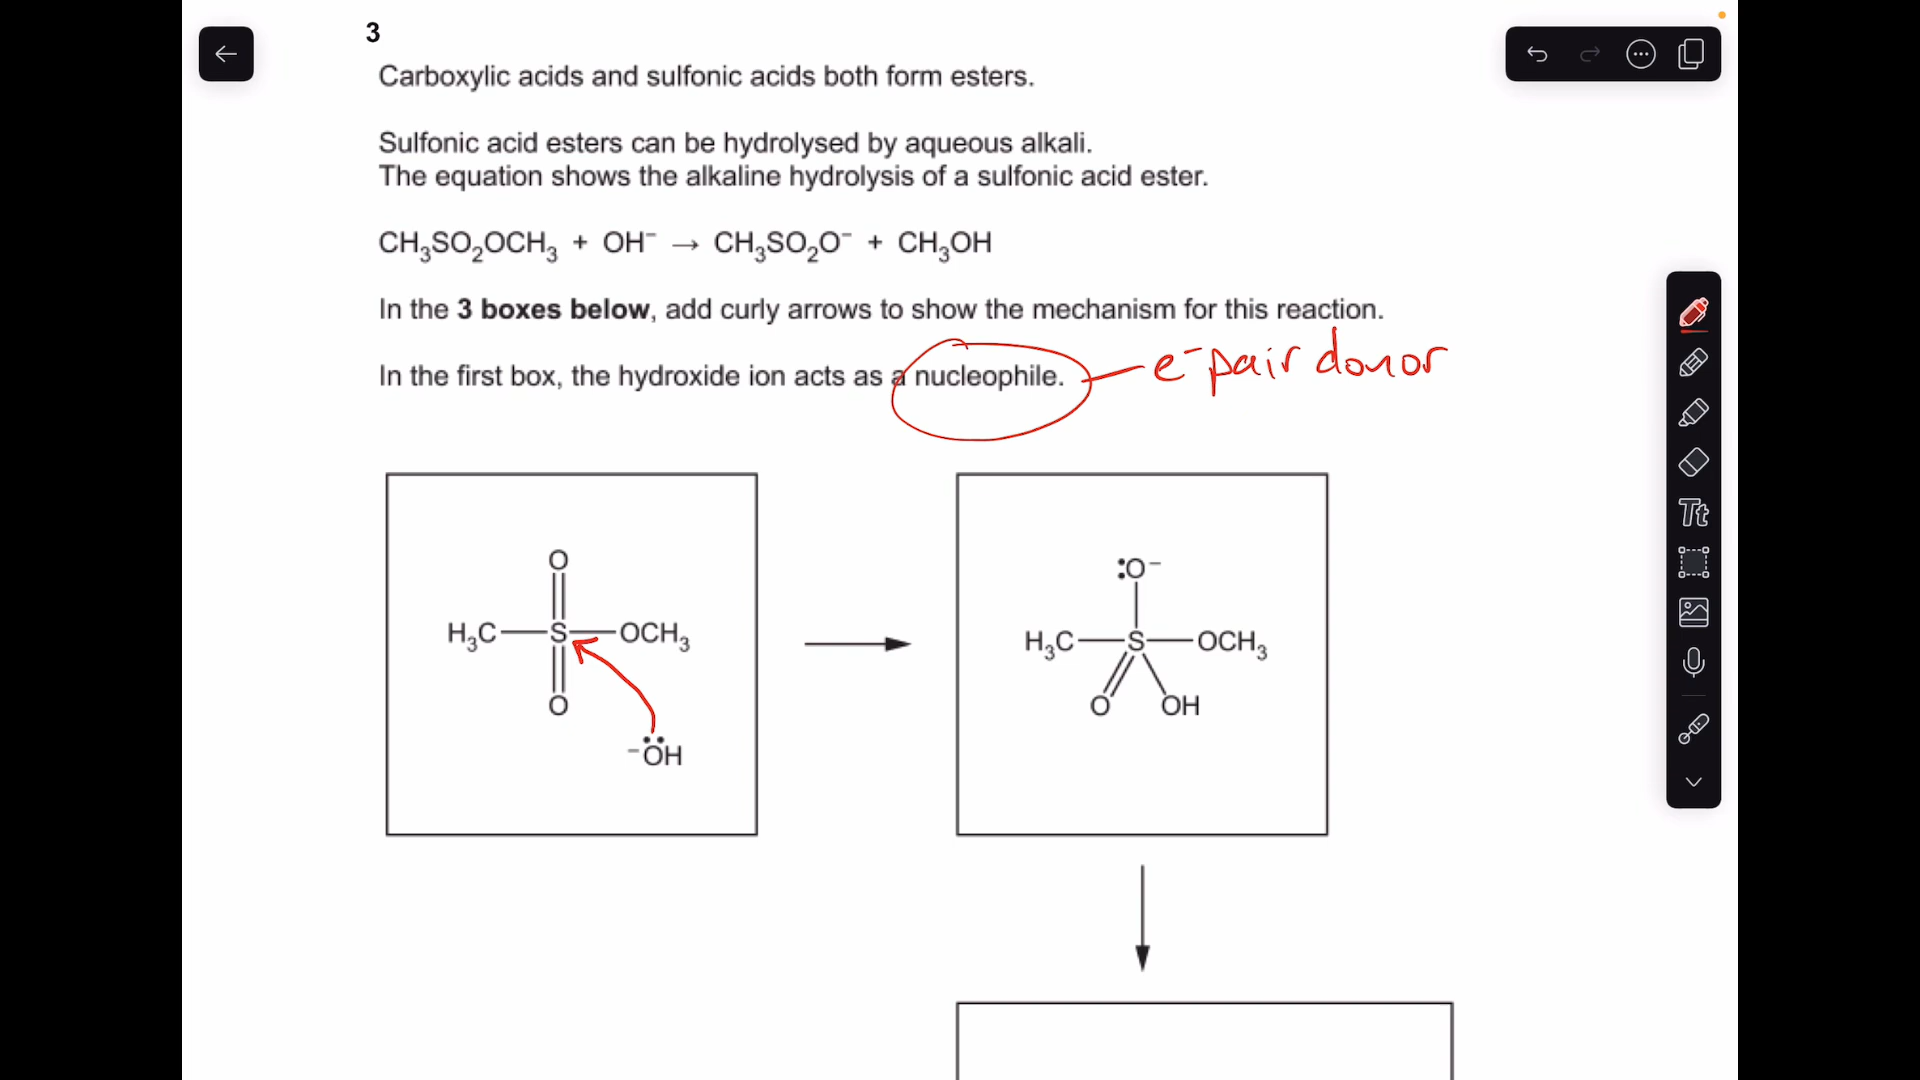 3
Carboxylic acids and sulfonic acids both form esters.
Sulfonic acid esters can be hydrolysed by aqueous alkali.
The equation shows the alkaline hydrolysis of a sulfonic acid ester.
CH₃SO₂OCH₃ + OH⁻ → CH₃SO₂O⁻ + CH₃OH
In the 3 boxes below, add curly arrows to show the mechanism for this reaction.
In the first box, the hydroxide ion acts as a nucleophile.
e⁻ pair donor
O
H₃C S OCH₃
O
⁻ÖH
:O⁻
H₃C S OCH₃
O OH
Tt